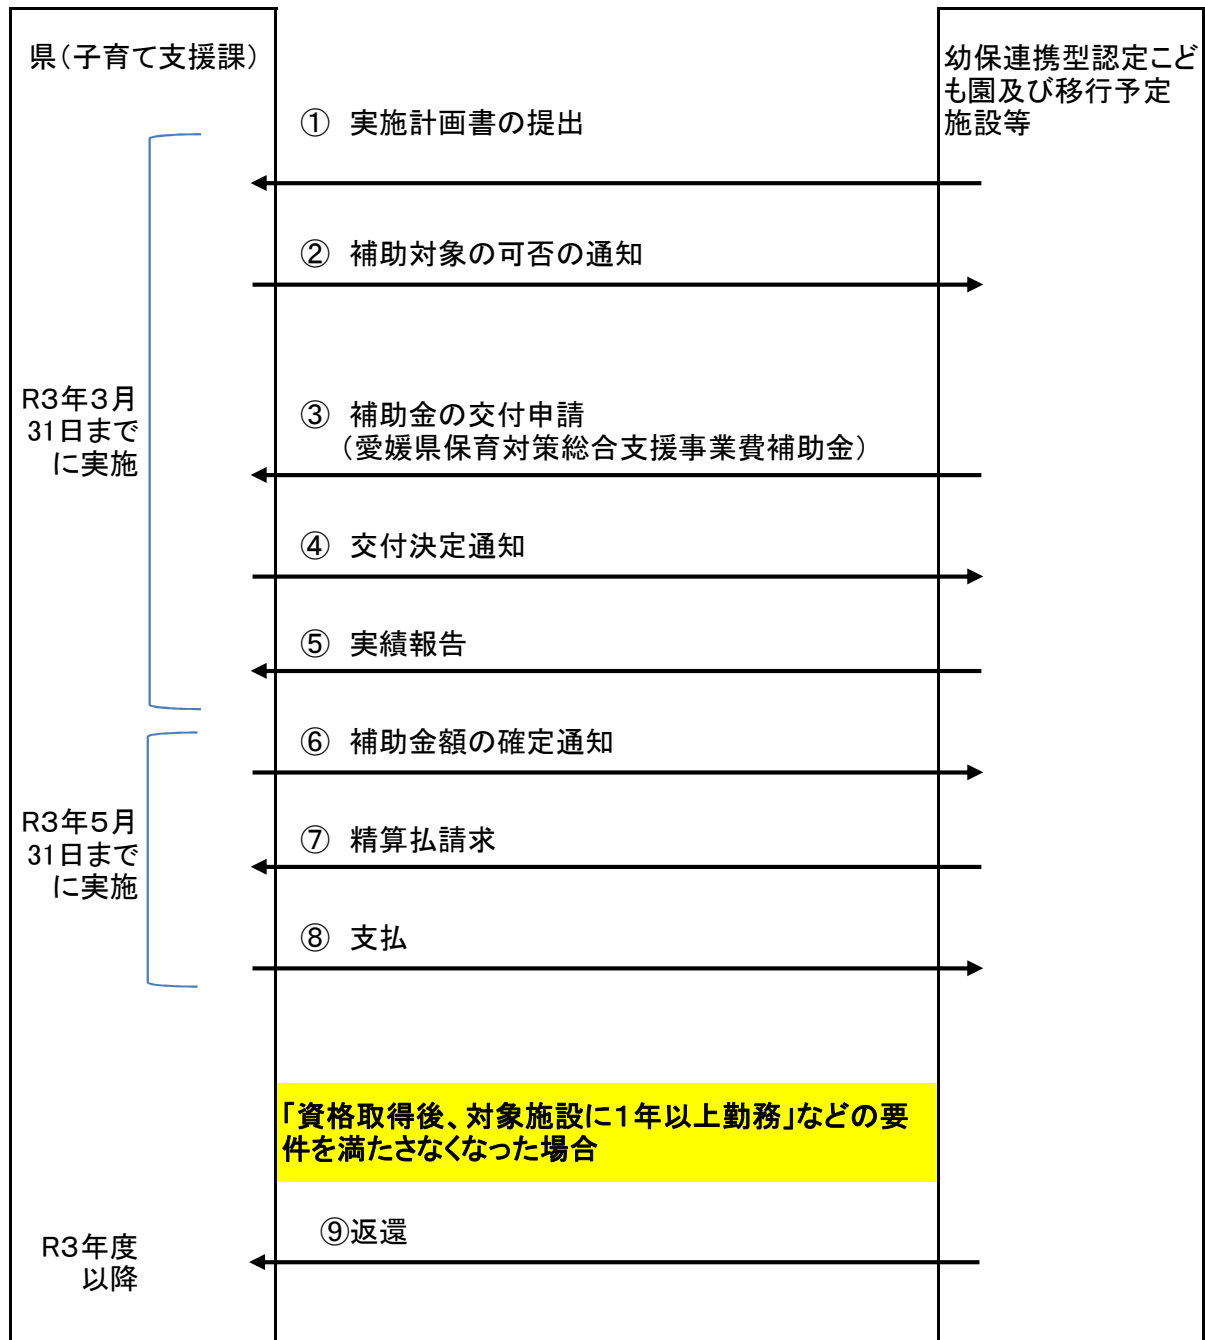 県（子育て支援課）
幼保連携型認定こど
も園及び移行予定
施設等
① 実施計画書の提出
② 補助対象の可否の通知
R3年3月
31日まで
に実施
③ 補助金の交付申請
（愛媛県保育対策総合支援事業費補助金）
④ 交付決定通知
⑤ 実績報告
⑥ 補助金額の確定通知
R3年5月
31日まで
に実施
⑦ 精算払請求
⑧ 支払
「資格取得後、対象施設に１年以上勤務」などの要
件を満たさなくなった場合
⑨返還
R3年度
以降